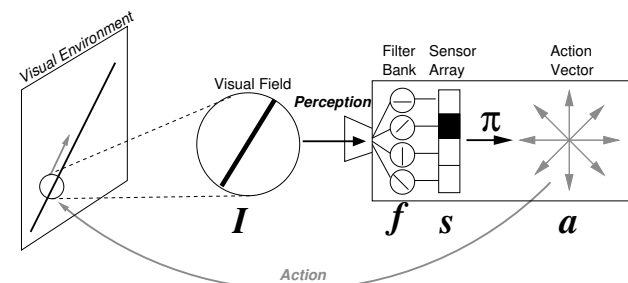 Visual Environment
Visual Field
Perception
Filter
Bank
Sensor
Array
Action
Vector
π
I
f
s
a
Action